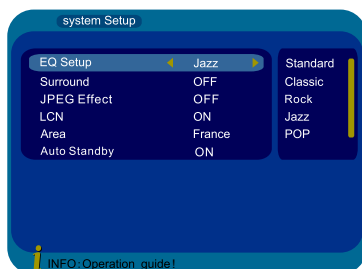 system Setup
EQ Setup Jazz
Surround OFF
JPEG Effect OFF
LCN ON
Area France
Auto Standby ON
Standard
Classic
Rock
Jazz
POP
i INFO:Operation guide!